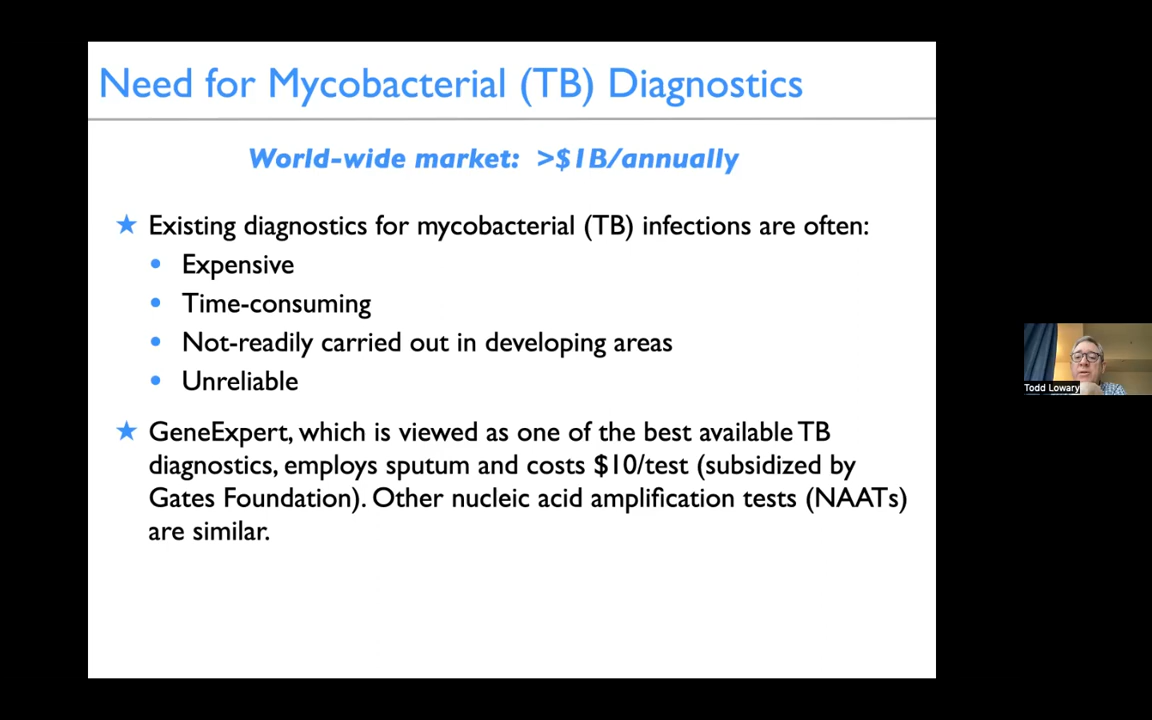 Need for Mycobacterial (TB) Diagnostics
World-wide market: >$1B/annually
★ Existing diagnostics for mycobacterial (TB) infections are often:
• Expensive
• Time-consuming
• Not-readily carried out in developing areas
• Unreliable
★ GeneExpert, which is viewed as one of the best available TB
diagnostics, employs sputum and costs $10/test (subsidized by
Gates Foundation). Other nucleic acid amplification tests (NAATs)
are similar.
Todd Lowary